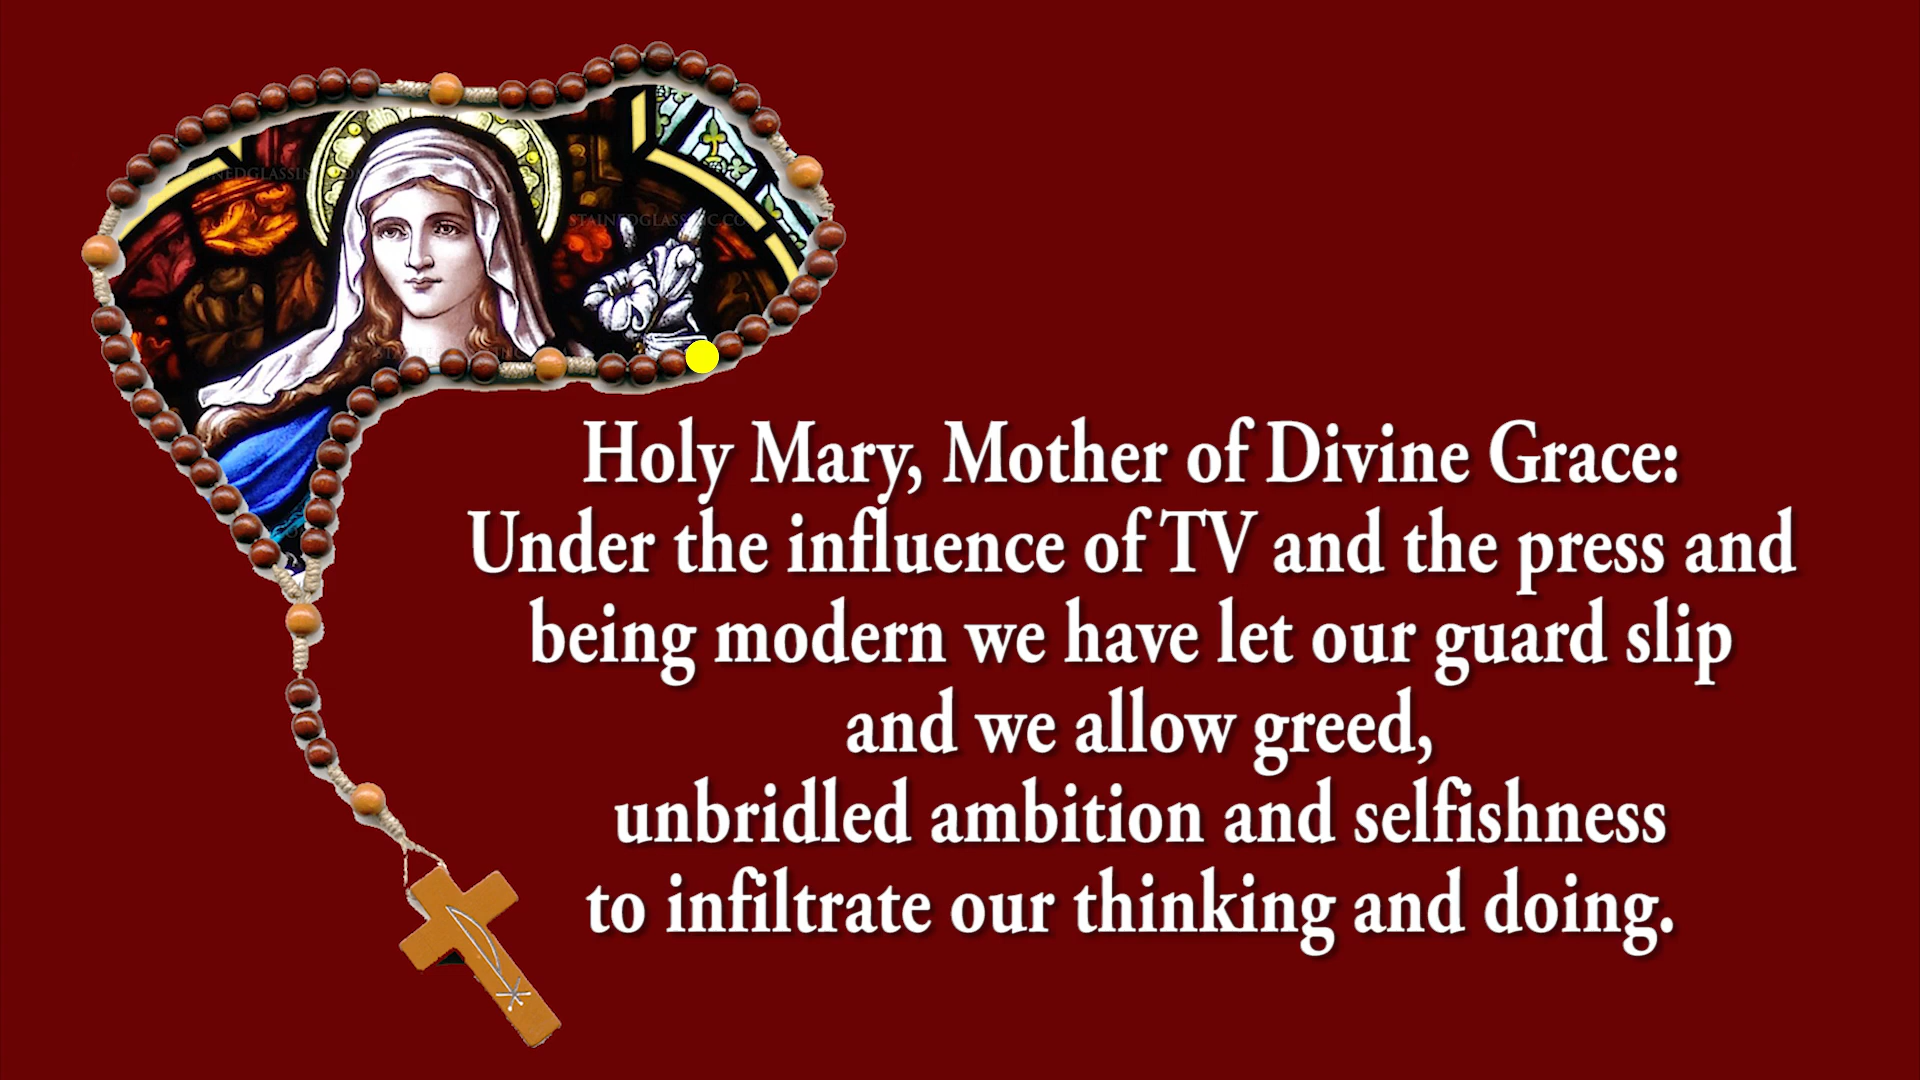 Holy Mary, Mother of Divine Grace:
Under the influence of TV and the press and
being modern we have let our guard slip
and we allow greed,
unbridled ambition and selfishness
to infiltrate our thinking and doing.